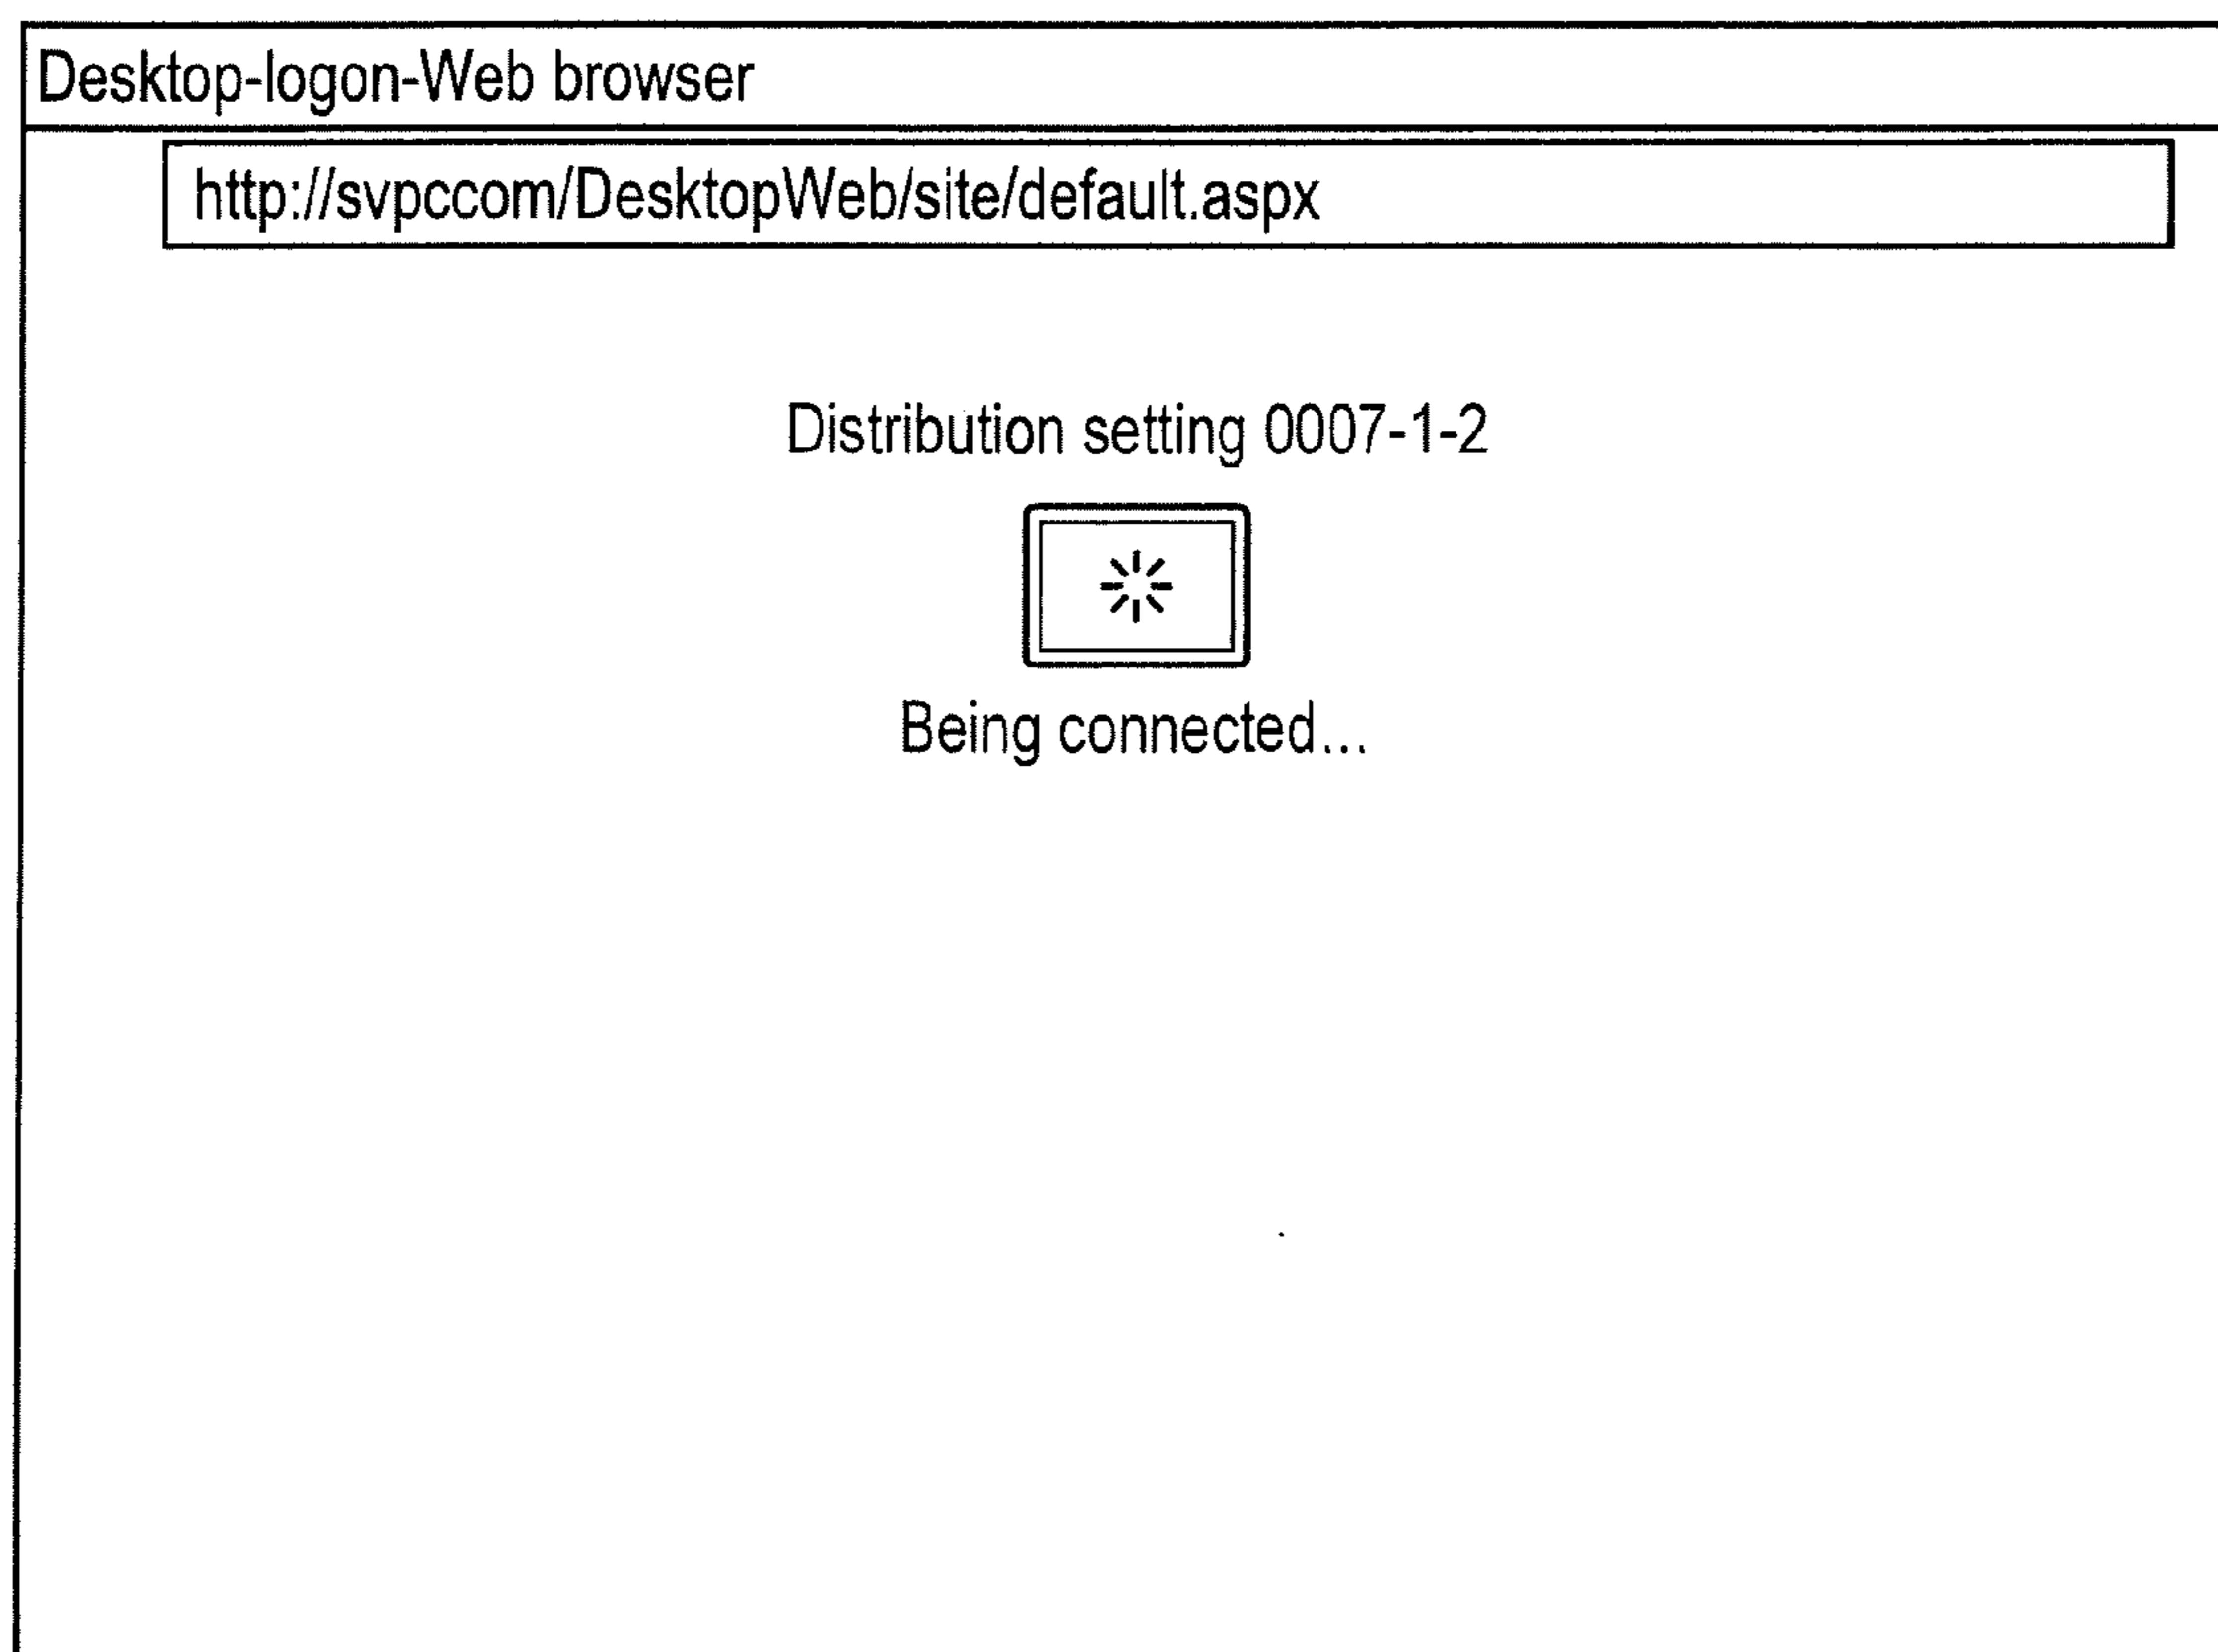 Desktop-logon-Web browser
http://svpccom/DesktopWeb/site/default.aspx
Distribution setting 0007-1-2
Being connected...